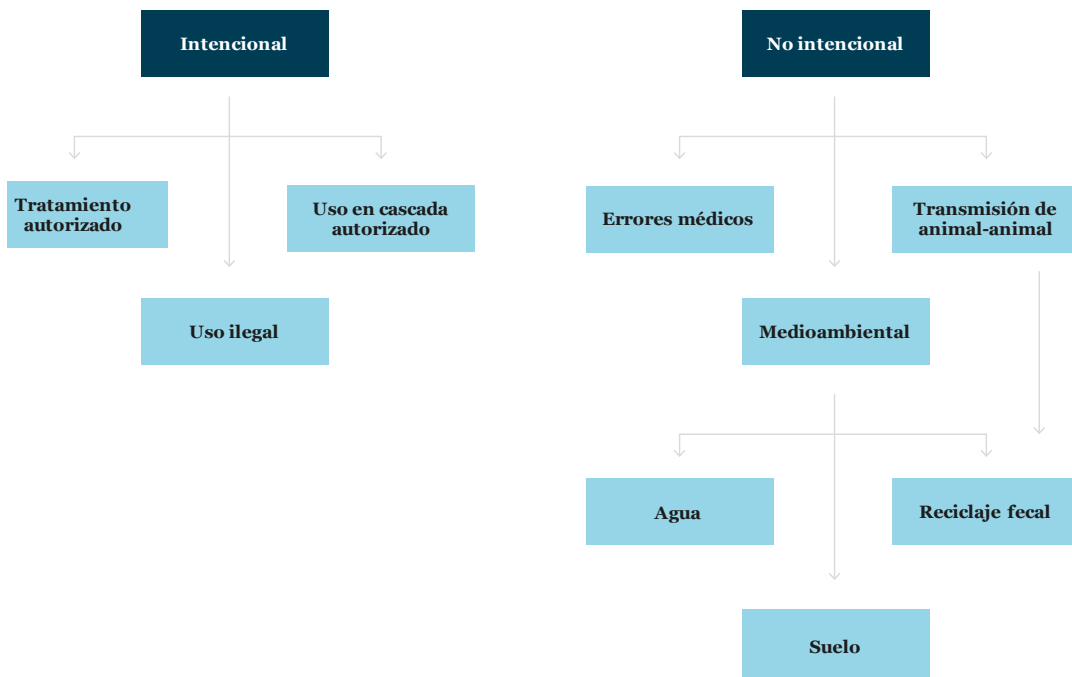 Intencional
No intencional
Tratamiento
autorizado
Uso en cascada
autorizado
Errores médicos
Transmisión de
animal-animal
Uso ilegal
Medioambiental
Agua
Reciclaje fecal
Suelo